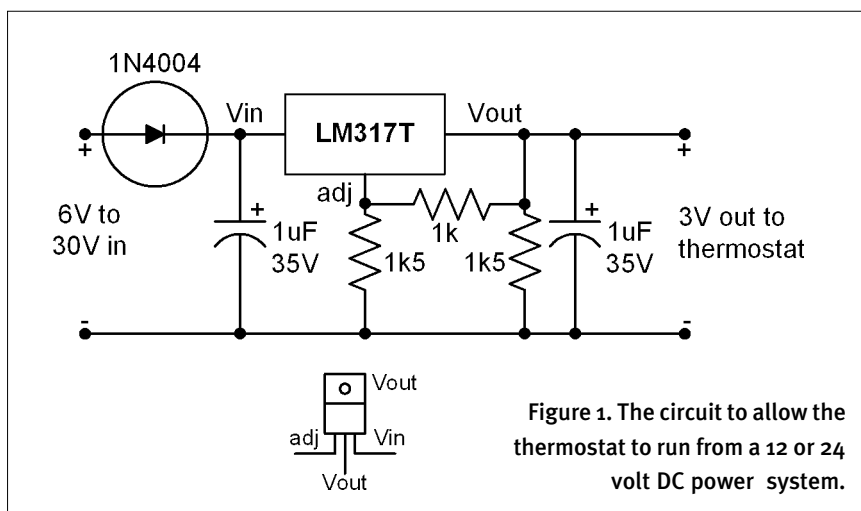 1N4004
Vin
LM317T
Vout
+
adj
+
6V to
30V in
+
1uF
35V
1k5
1k
1k5
+
1uF
35V
3V out to
thermostat
-
-
Vout
adj
Vin
Vout
Figure 1. The circuit to allow the
thermostat to run from a 12 or 24
volt DC power system.